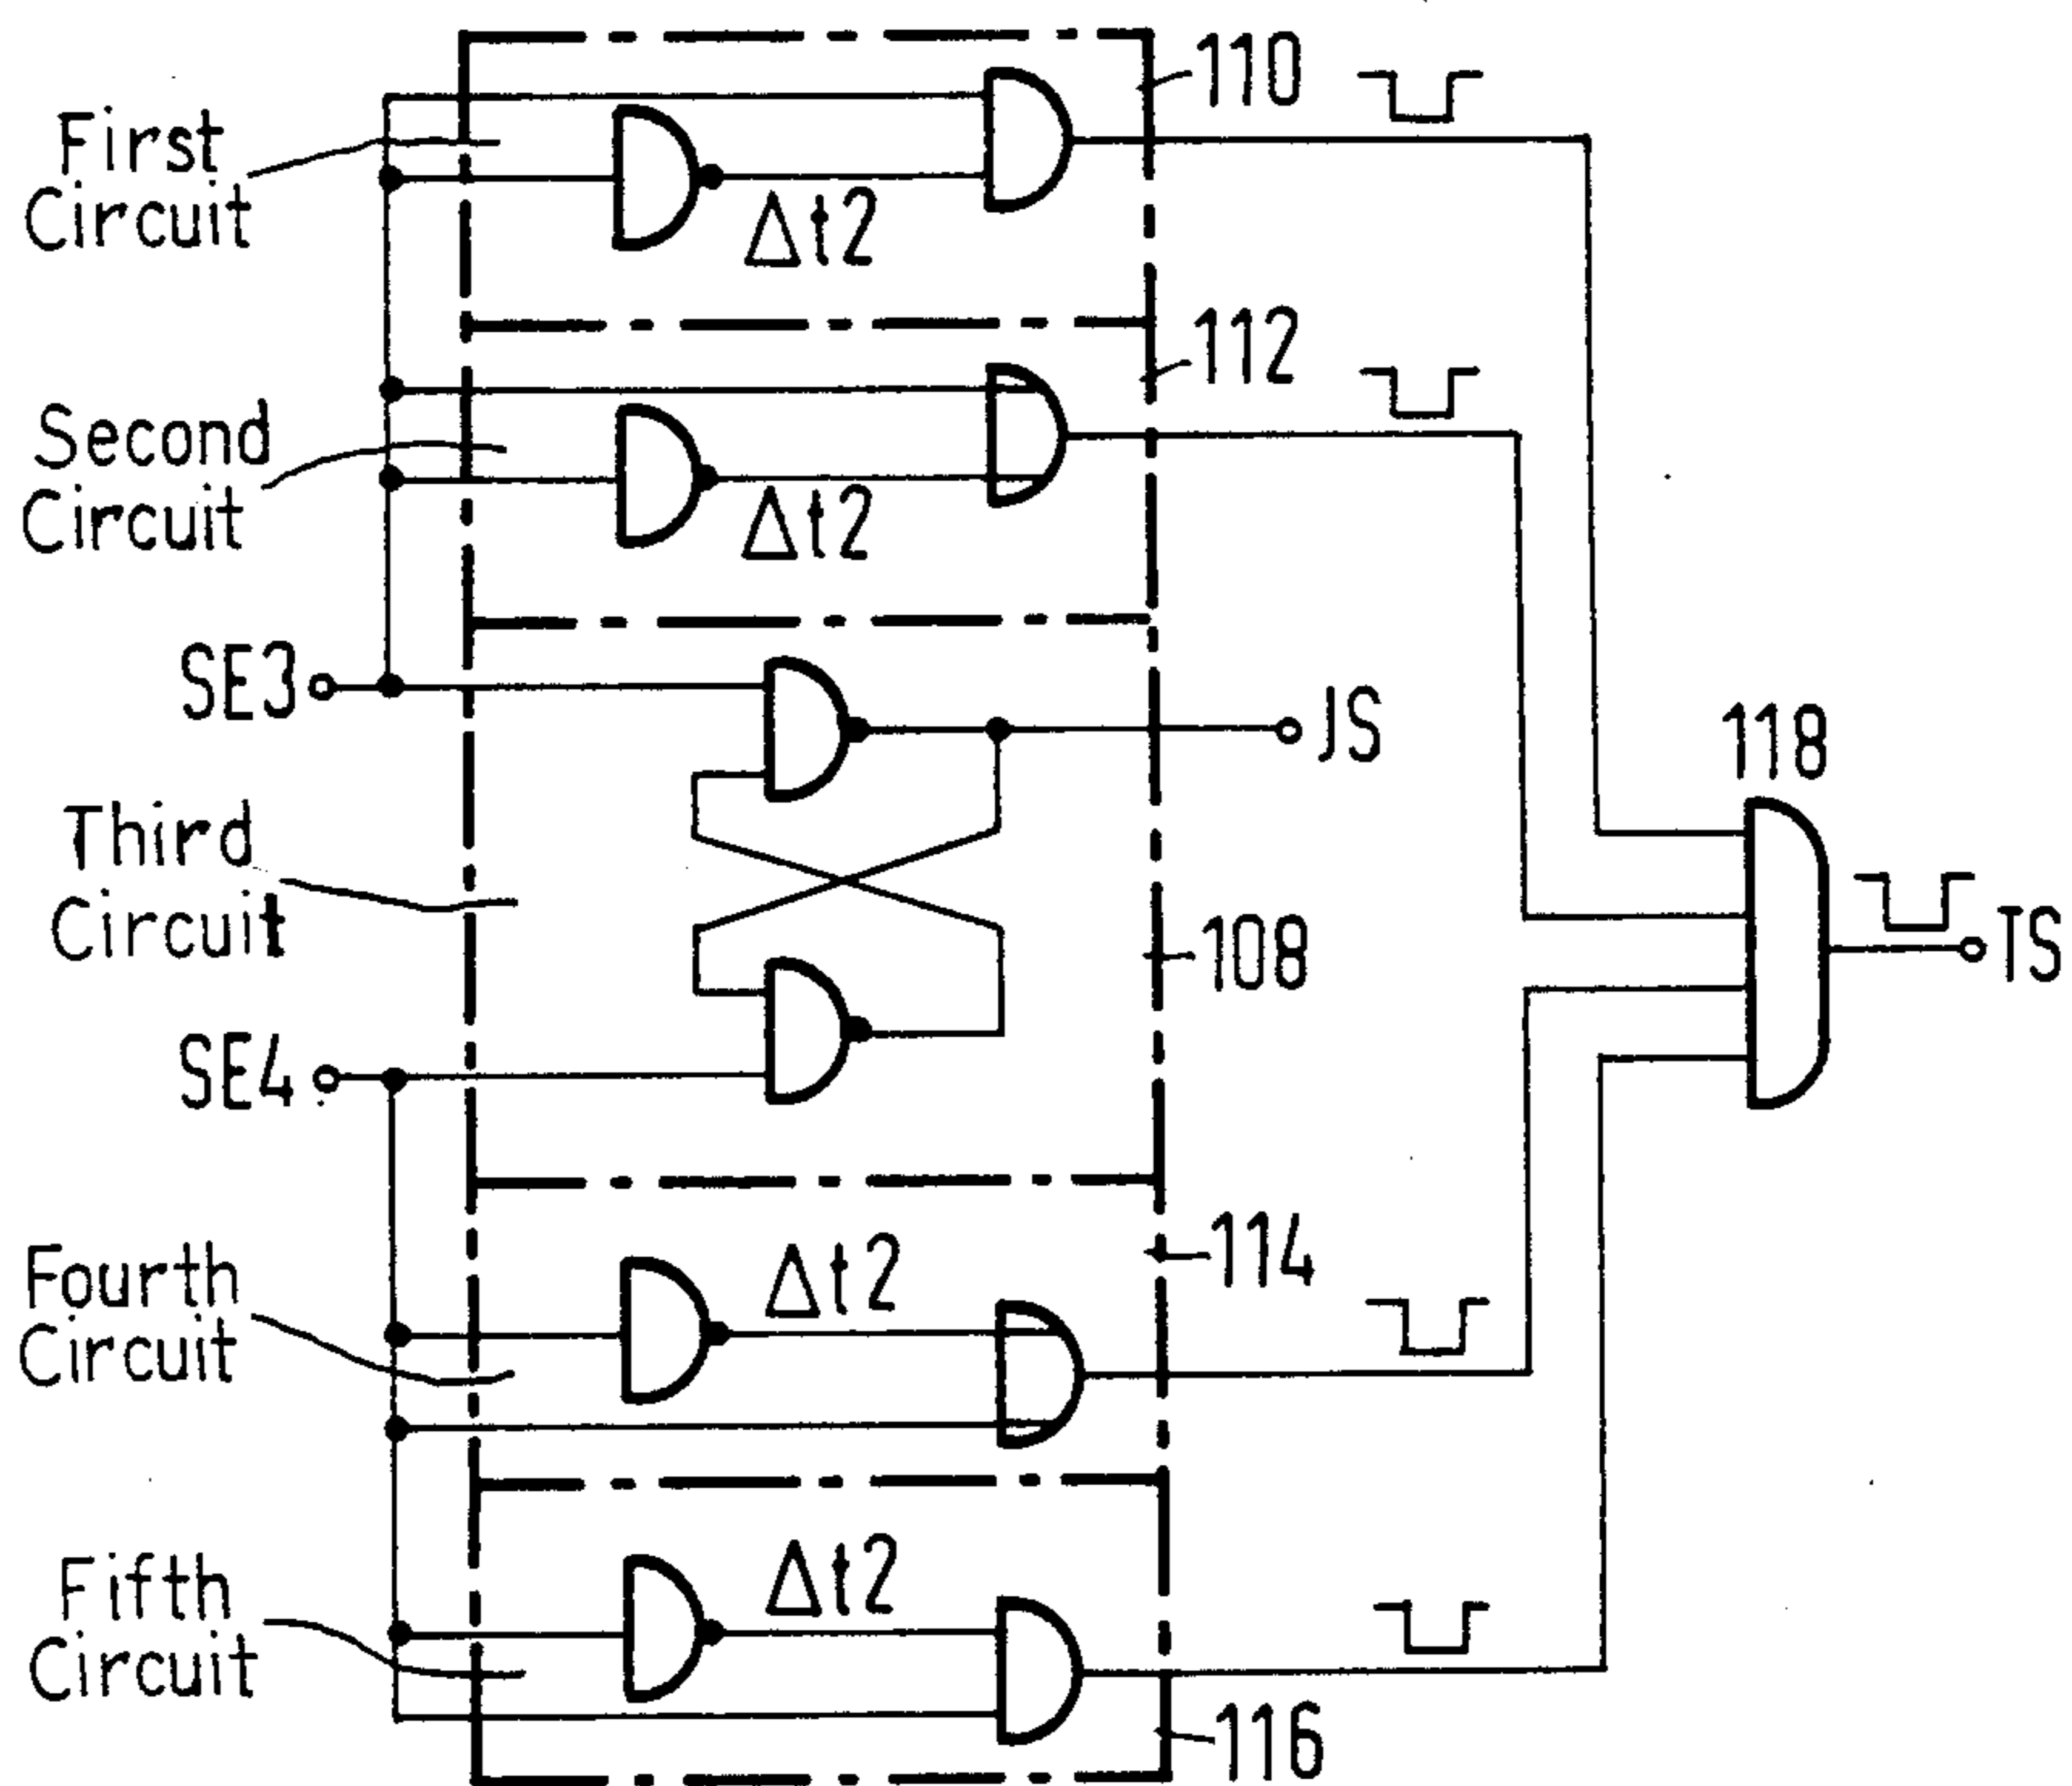 110
First
Circuit
Δt2
112
Second
Circuit
Δt2
SE3
JS
118
Third
Circuit
108
TS
SE4
114
Fourth
Circuit
Δt2
Fifth
Circuit
Δt2
116